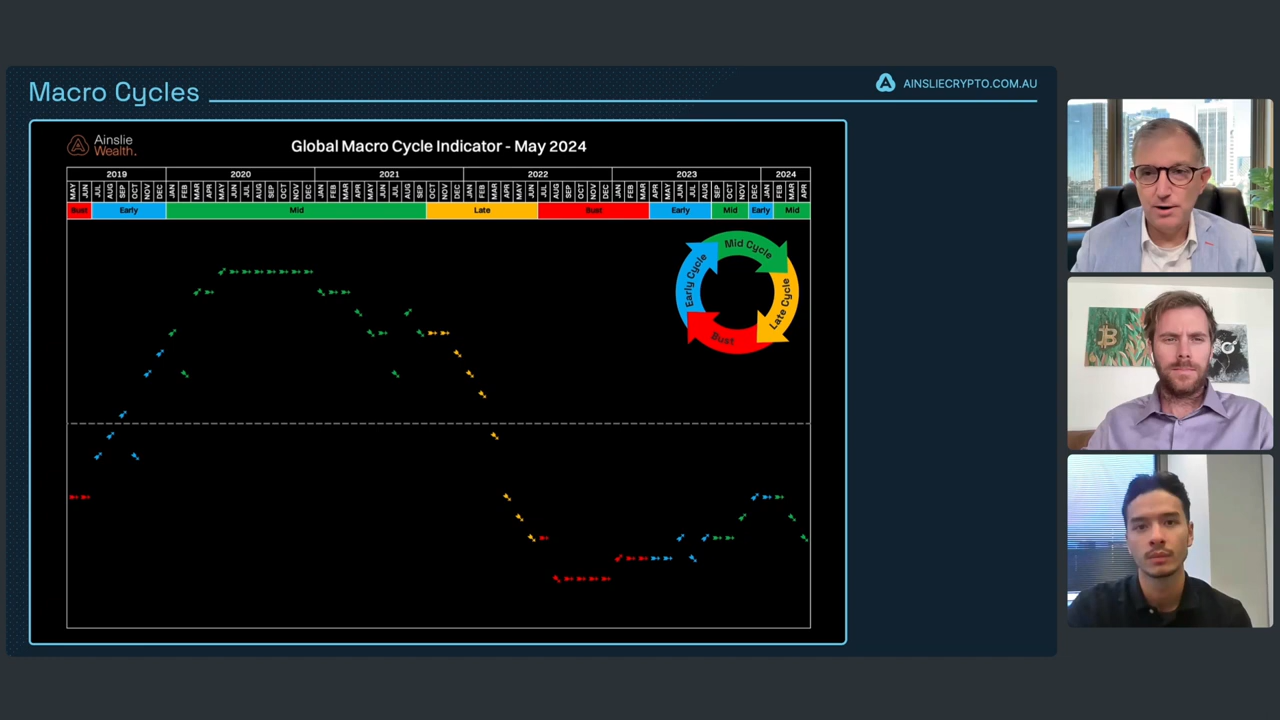 Macro Cycles
AINSLIECRYPTO.COM.AU
Ainslie
Wealth.
Global Macro Cycle Indicator - May 2024
2019 2020 2021 2022 2023 2024
MAY JUN JUL AUG SEP OCT NOV DEC JAN FEB MAR APR MAY JUN JUL AUG SEP OCT NOV DEC JAN FEB MAR APR MAY JUN JUL AUG SEP OCT NOV DEC JAN FEB MAR APR MAY JUN JUL AUG SEP OCT NOV DEC JAN FEB MAR APR MAY JUN JUL AUG SEP OCT NOV DEC JAN FEB MAR APR
Bust Early Mid Late Bust Early Mid Early Mid
Mid Cycle
Early Cycle
Late Cycle
Bust